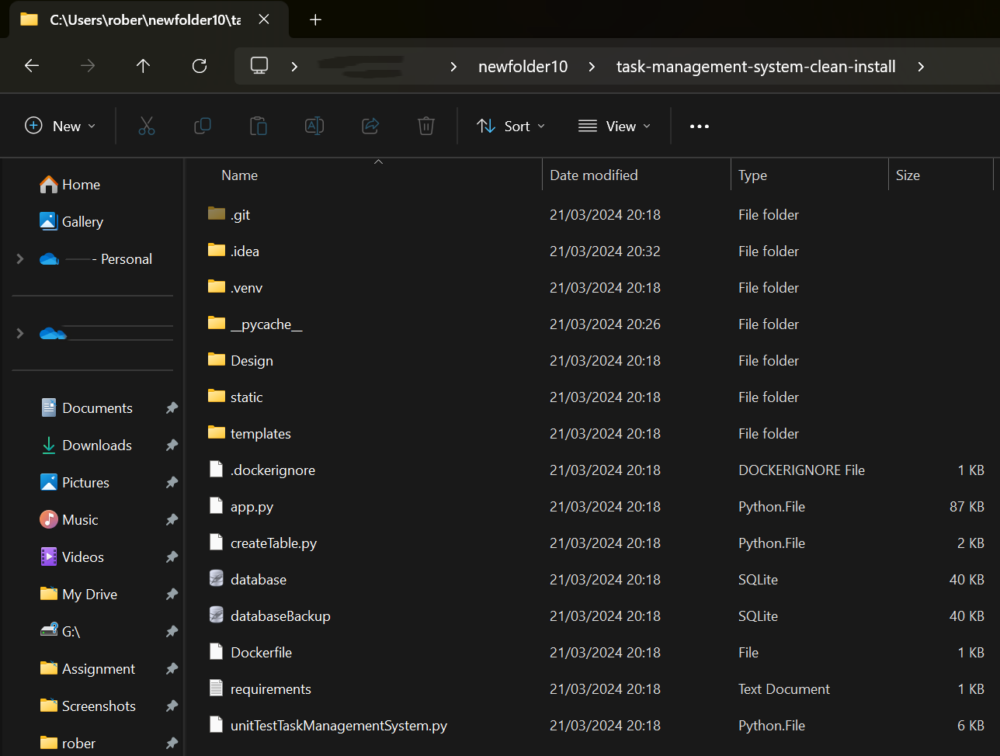 C:\Users\rober\newfolder10\ta
newfolder10 task-management-system-clean-install
New Sort View
Name Date modified Type Size
Home
Gallery
- Personal
Documents
Downloads
Pictures
Music
Videos
My Drive
G:\
Assignment
Screenshots
rober
.git 21/03/2024 20:18 File folder
.idea 21/03/2024 20:32 File folder
.venv 21/03/2024 20:18 File folder
__pycache__ 21/03/2024 20:26 File folder
Design 21/03/2024 20:18 File folder
static 21/03/2024 20:18 File folder
templates 21/03/2024 20:18 File folder
.dockerignore 21/03/2024 20:18 DOCKERIGNORE File 1 KB
app.py 21/03/2024 20:18 Python.File 87 KB
createTable.py 21/03/2024 20:18 Python.File 2 KB
database 21/03/2024 20:18 SQLite 40 KB
databaseBackup 21/03/2024 20:18 SQLite 40 KB
Dockerfile 21/03/2024 20:18 File 1 KB
requirements 21/03/2024 20:18 Text Document 1 KB
unitTestTaskManagementSystem.py 21/03/2024 20:18 Python.File 6 KB